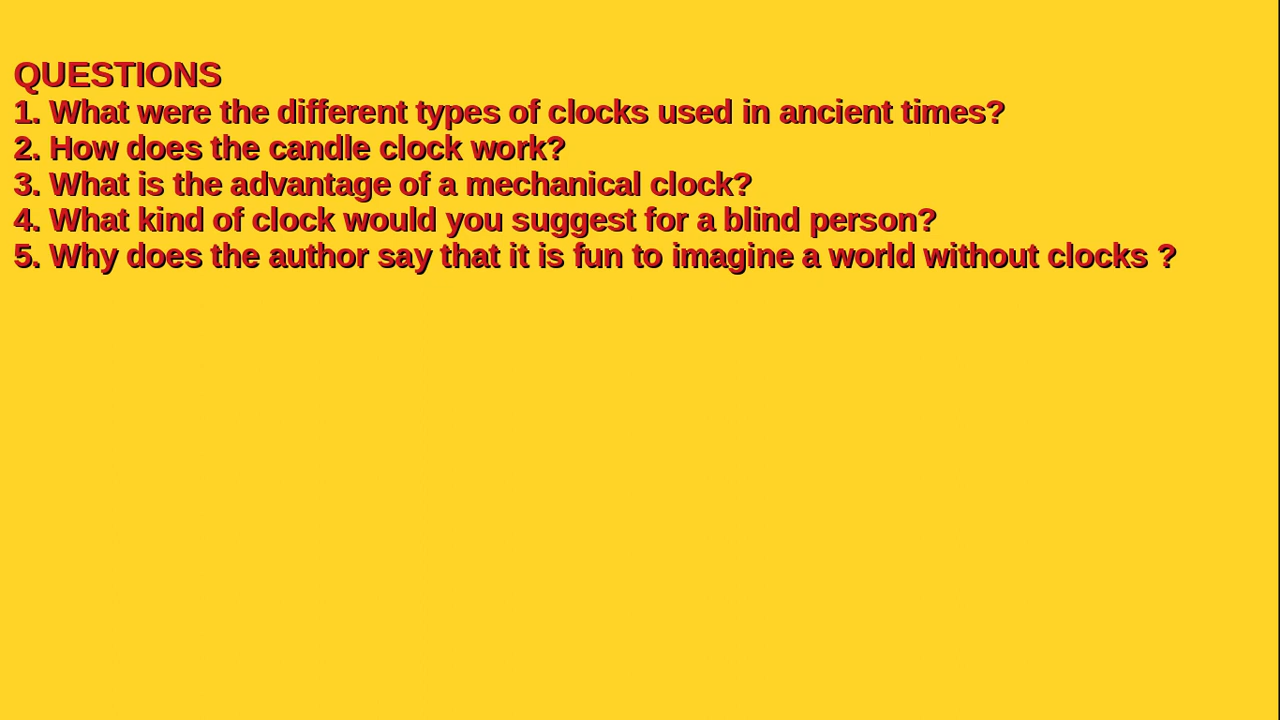 QUESTIONS
1. What were the different types of clocks used in ancient times?
2. How does the candle clock work?
3. What is the advantage of a mechanical clock?
4. What kind of clock would you suggest for a blind person?
5. Why does the author say that it is fun to imagine a world without clocks ?